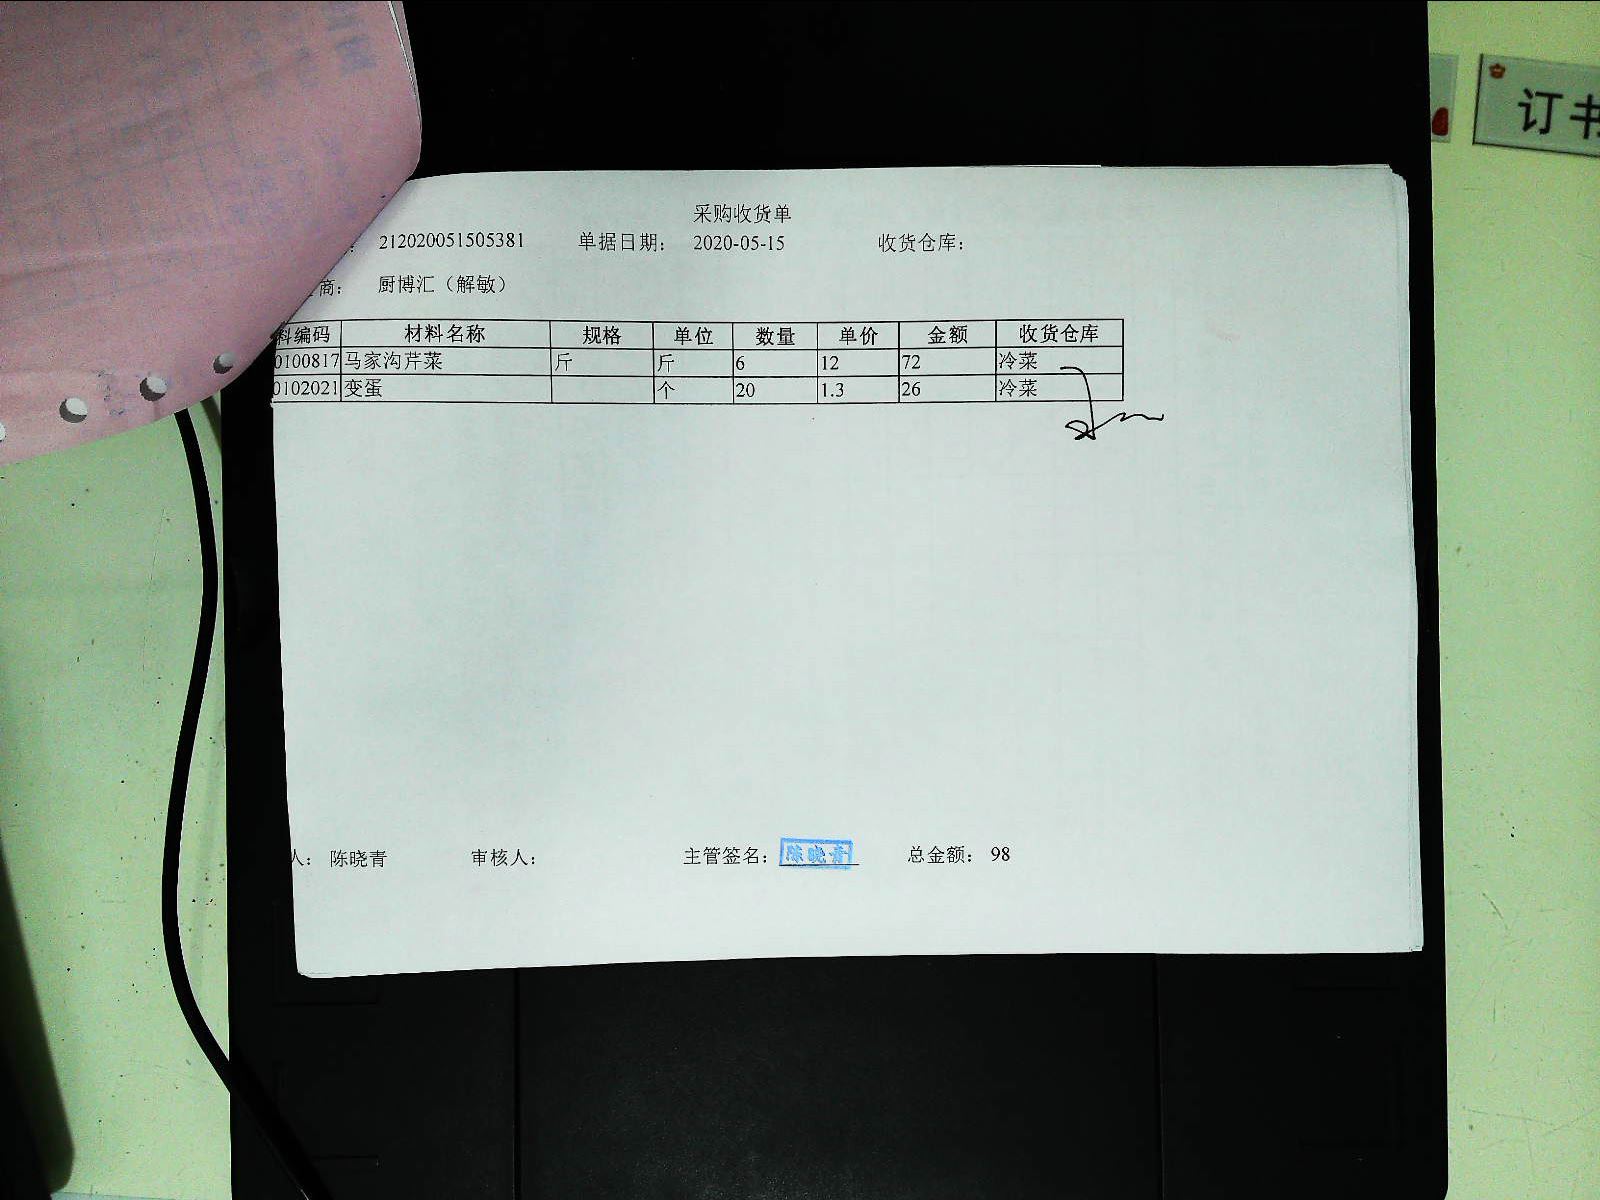 订书
采购收货单
: 212020051505381 单据日期: 2020-05-15 收货仓库:
商: 厨博汇（解敏）
料编码 材料名称 规格 单位 数量 单价 金额 收货仓库
0100817 马家沟芹菜 斤 斤 6 12 72 冷菜
0102021 变蛋 个 20 1.3 26 冷菜
人: 陈晓青 审核人: 主管签名: 陈晓青 总金额: 98